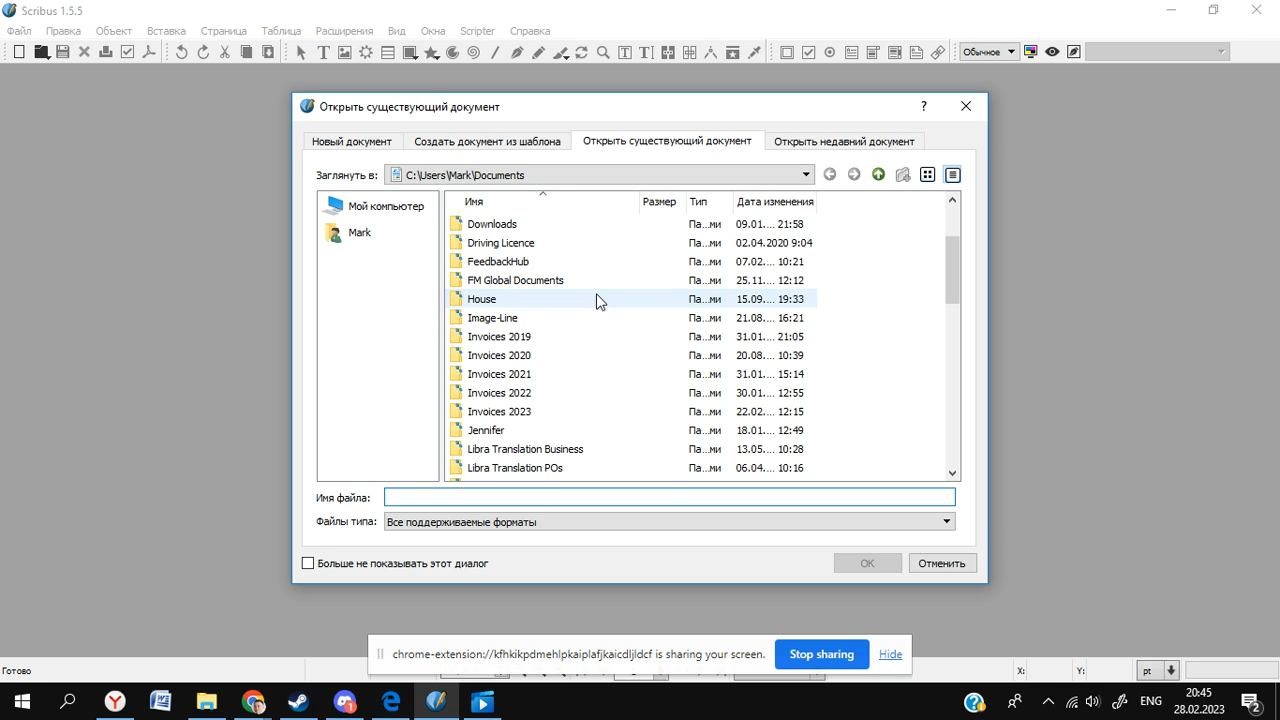 Scribus 1.5.5
Файл Правка Объект Вставка Страница Таблица Расширения Вид Окна Scripter Справка
Обычное
Открыть существующий документ ?
Новый документ Создать документ из шаблона Открыть существующий документ Открыть недавний документ
Заглянуть в: C:\Users\Mark\Documents
Мой компьютер
Mark
Имя Размер Тип Дата изменения
Downloads Па...ми 09.01.... 21:58
Driving Licence Па...ми 02.04.2020 9:04
FeedbackHub Па...ми 07.02.... 10:21
FM Global Documents Па...ми 25.11.... 12:12
House Па...ми 15.09.... 19:33
Image-Line Па...ми 21.08.... 16:21
Invoices 2019 Па...ми 31.01.... 21:05
Invoices 2020 Па...ми 20.08.... 10:39
Invoices 2021 Па...ми 31.01.... 15:14
Invoices 2022 Па...ми 30.01.... 12:55
Invoices 2023 Па...ми 22.02.... 12:15
Jennifer Па...ми 18.01.... 12:49
Libra Translation Business Па...ми 13.05.... 10:28
Libra Translation POs Па...ми 06.04.... 10:16
Имя файла:
Файлы типа: Все поддерживаемые форматы
Больше не показывать этот диалог
OK Отменить
chrome-extension://kfhkikpdmehlpkaiplafjkaicdljldcf is sharing your screen. Stop sharing Hide
Готово X: Y: pt
ENG 20:45
28.02.2023 2